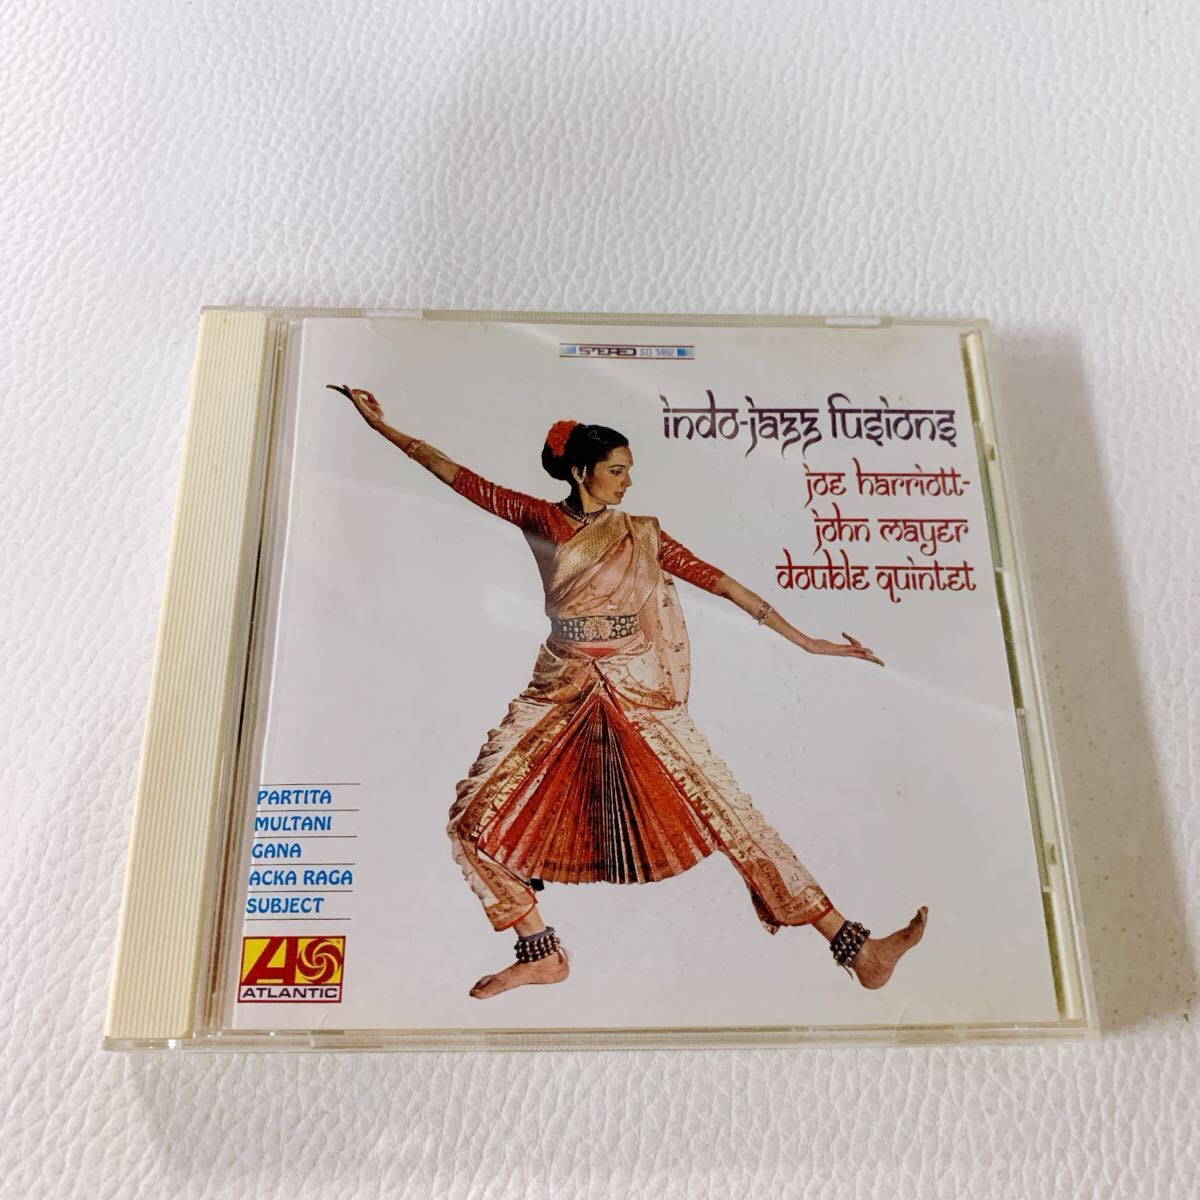 STEREO SD 1482
indo-jazz fusions
joe harriott-
john mayer
double quintet
PARTITA
MULTANI
GANA
ACKA RAGA
SUBJECT
ATLANTIC